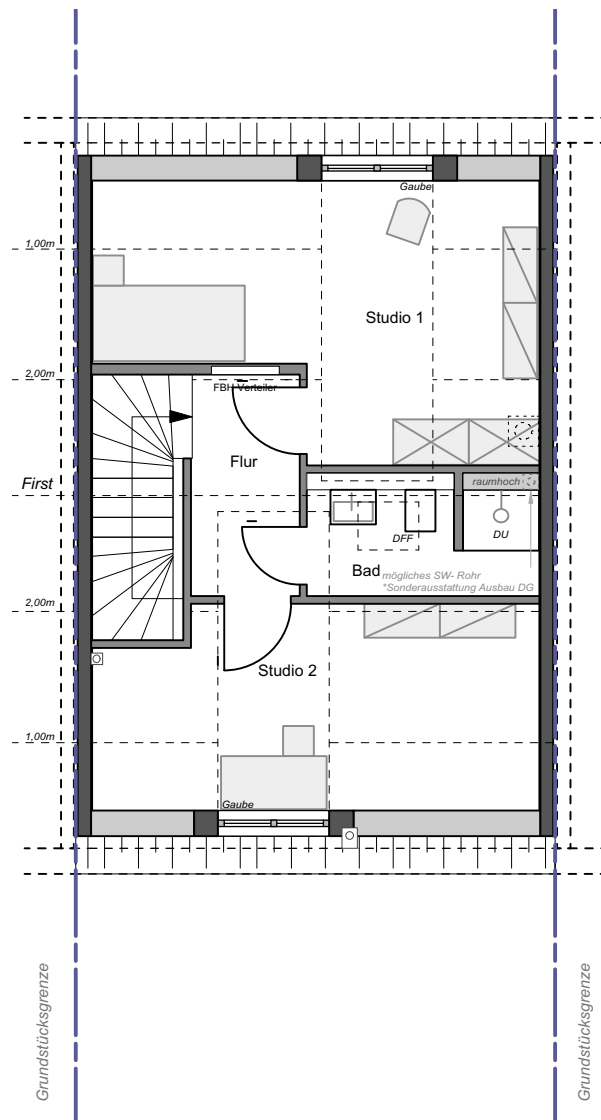 Gaube
1,00m
Studio 1
2,00m
FBH Verteiler
Flur
First
raumhoch
DU
DFF
Bad
mögliches SW- Rohr
*Sonderausstattung Ausbau DG
2,00m
Studio 2
1,00m
Gaube
Grundstücksgrenze
Grundstücksgrenze